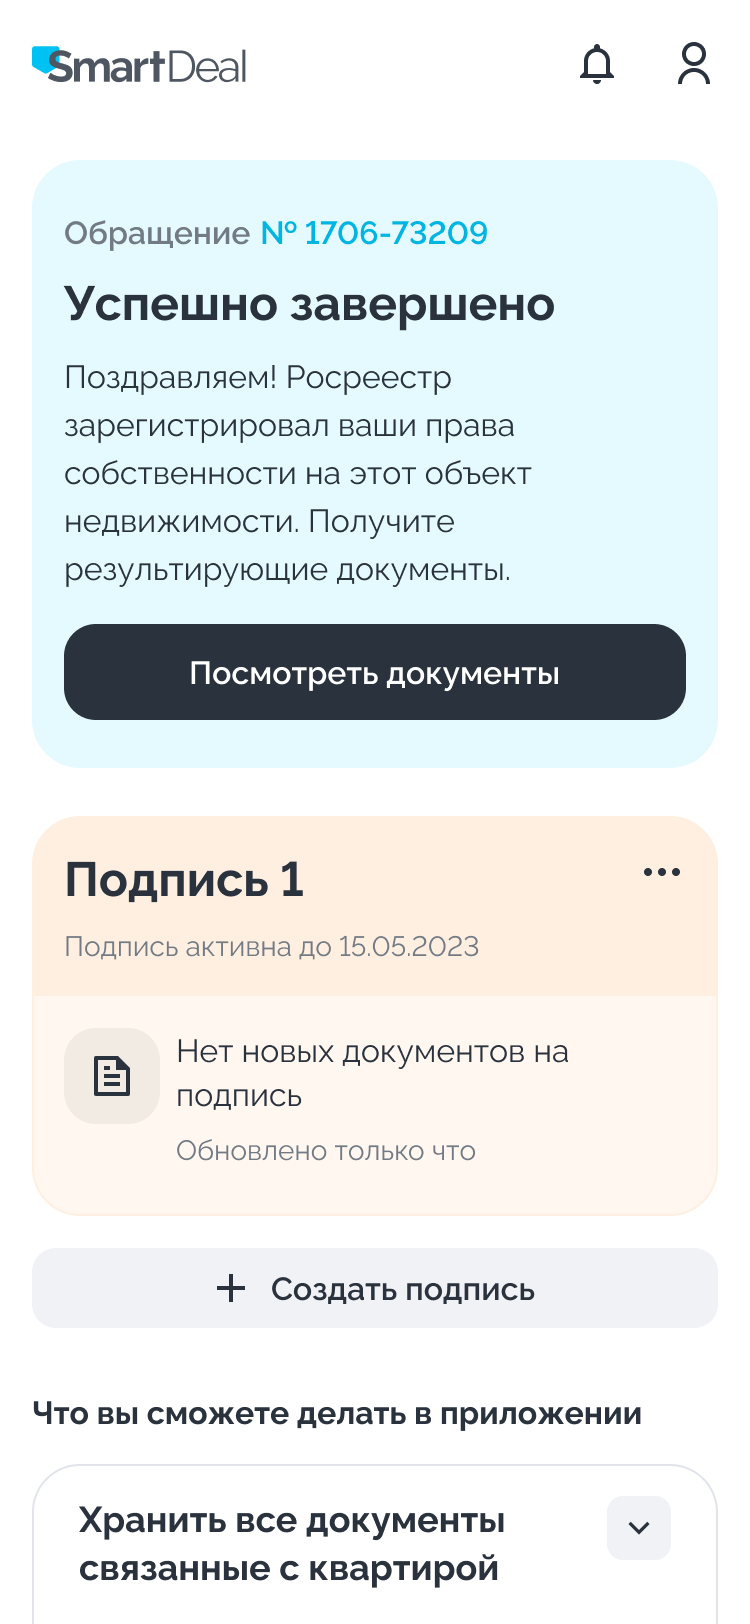 SmartDeal
Обращение № 1706-73209
Успешно завершено
Поздравляем! Росреестр
зарегистрировал ваши права
собственности на этот объект
недвижимости. Получите
результирующие документы.
Посмотреть документы
Подпись 1
Подпись активна до 15.05.2023
Нет новых документов на
подпись
Обновлено только что
Создать подпись
Что вы сможете делать в приложении
Хранить все документы
связанные с квартирой